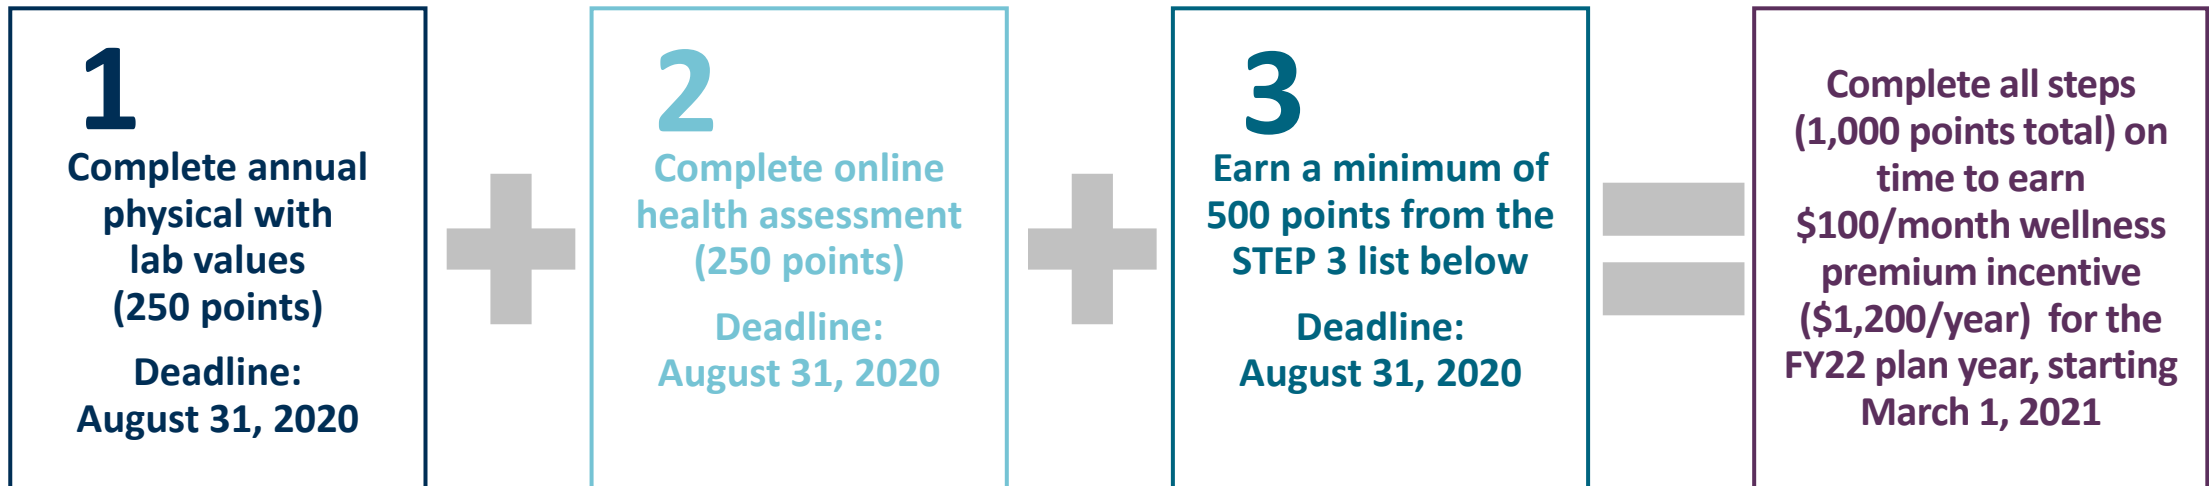 1
Complete annual
physical with
lab values
(250 points)
Deadline:
August 31, 2020
2
Complete online
health assessment
(250 points)
Deadline:
August 31, 2020
3
Earn a minimum of
500 points from the
STEP 3 list below
Deadline:
August 31, 2020
Complete all steps
(1,000 points total) on
time to earn
$100/month wellness
premium incentive
($1,200/year) for the
FY22 plan year, starting
March 1, 2021